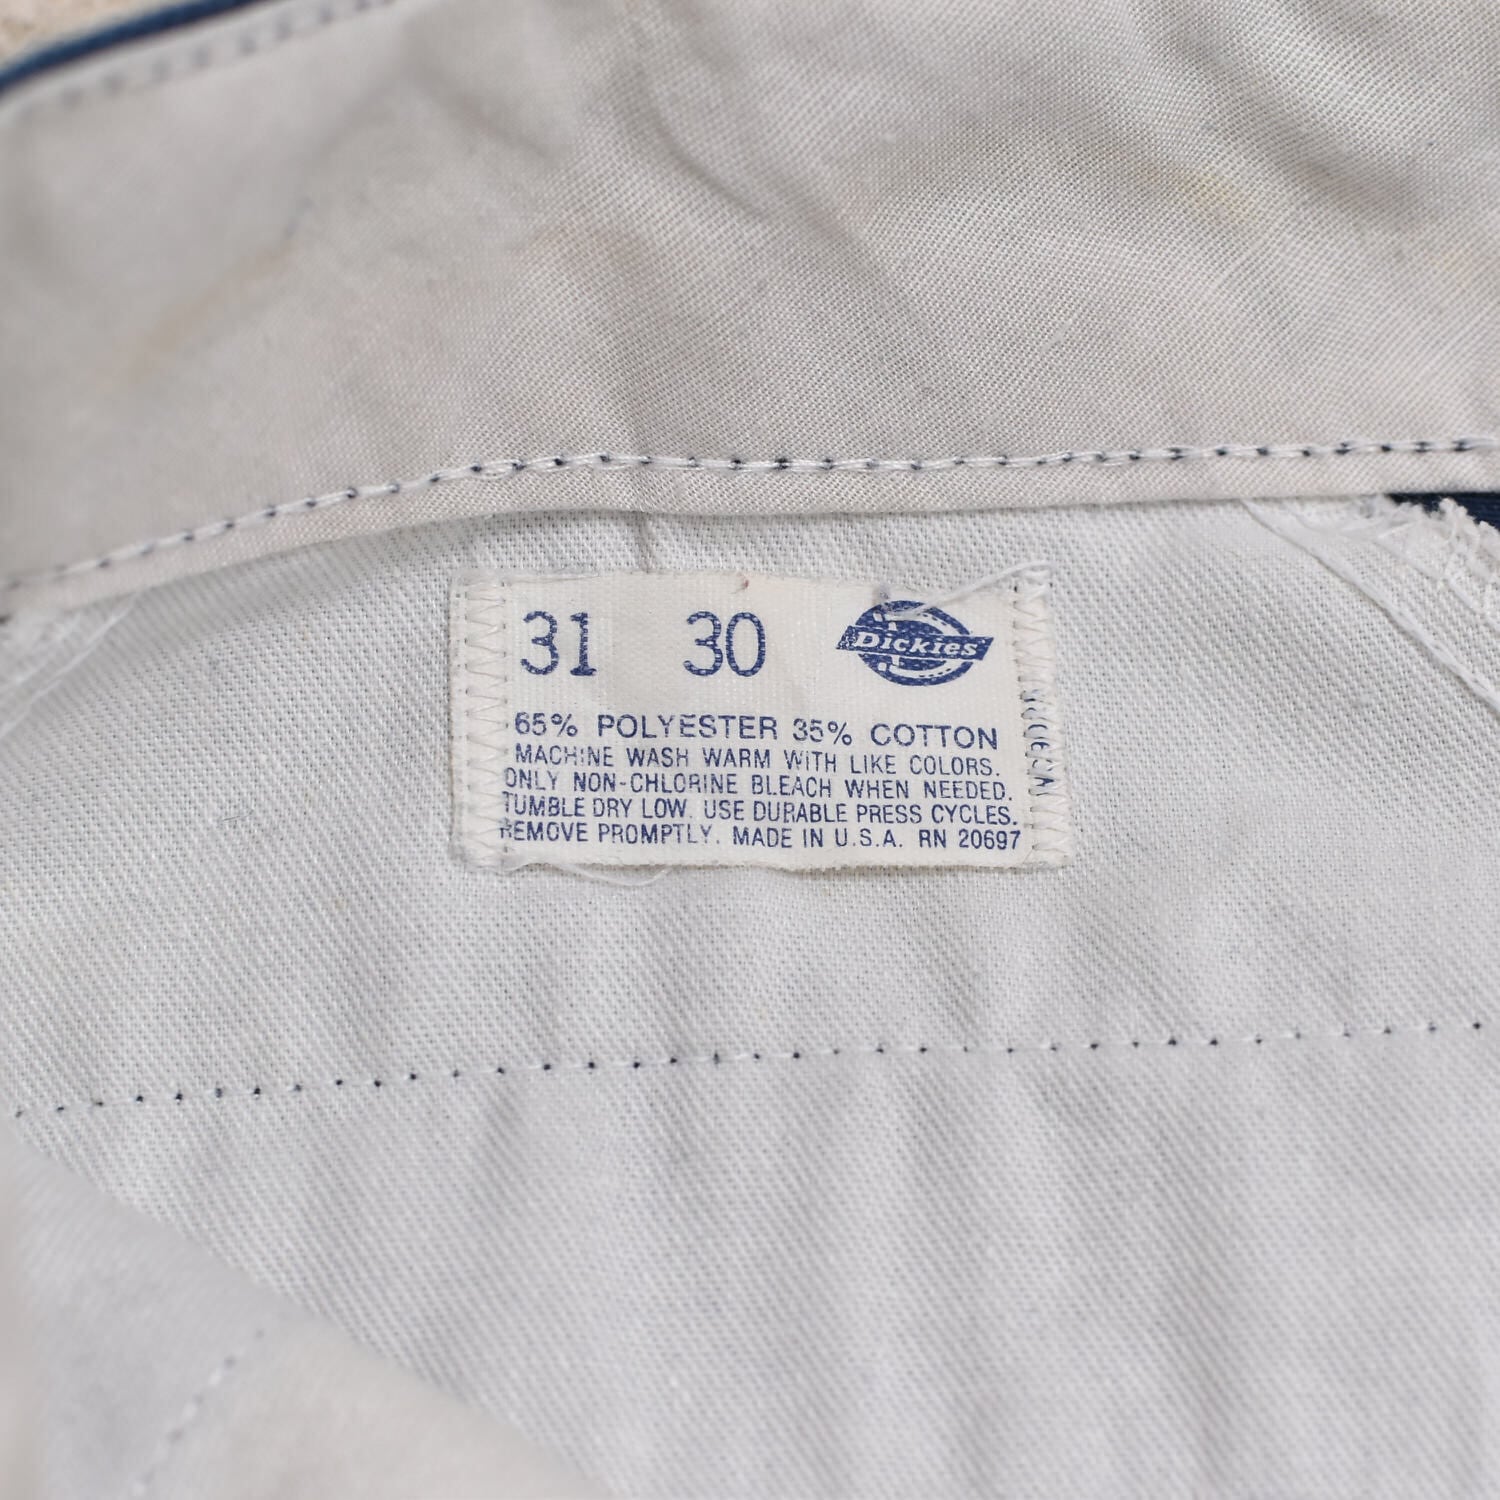 31 30 Dickies
65% POLYESTER 35% COTTON
MACHINE WASH WARM WITH LIKE COLORS.
ONLY NON-CHLORINE BLEACH WHEN NEEDED.
TUMBLE DRY LOW. USE DURABLE PRESS CYCLES.
REMOVE PROMPTLY. MADE IN U.S.A. RN 20697